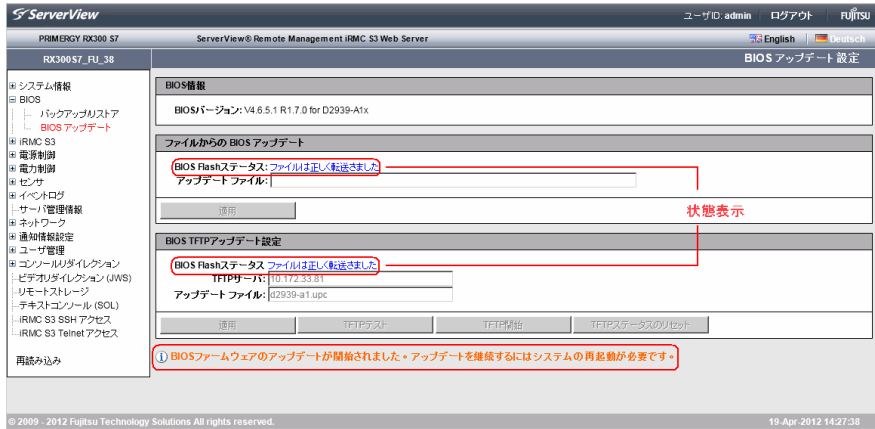 ServerView
ユーザID: admin ログアウト FUJITSU
PRIMERGY RX300 S7 ServerView® Remote Management iRMC S3 Web Server English Deutsch
RX300S7_FU_38 BIOS アップデート 設定
システム情報
BIOS
バックアップ/リストア
BIOS アップデート
iRMC S3
電源制御
電力制御
センサ
イベントログ
サーバ管理情報
ネットワーク
通知情報設定
ユーザ管理
コンソールリダイレクション
ビデオリダイレクション (JWS)
リモートストレージ
テキストコンソール (SOL)
iRMC S3 SSH アクセス
iRMC S3 Telnet アクセス
再読み込み
BIOS情報
BIOSバージョン: V4.6.5.1 R1.7.0 for D2939-A1x
ファイルからの BIOS アップデート
BIOS Flashステータス: ファイルは正しく転送さました
アップデート ファイル:
適用
状態表示
BIOS TFTPアップデート設定
BIOS Flashステータス ファイルは正しく転送さました
TFTPサーバ: 10.172.33.81
アップデート ファイル: d2939-a1.upc
適用 TFTPテスト TFTP開始 TFTPステータスのリセット
BIOSファームウェアのアップデートが開始されました。アップデートを継続するにはシステムの再起動が必要です。
© 2009 - 2012 Fujitsu Technology Solutions All rights reserved. 19-Apr-2012 14:27:38